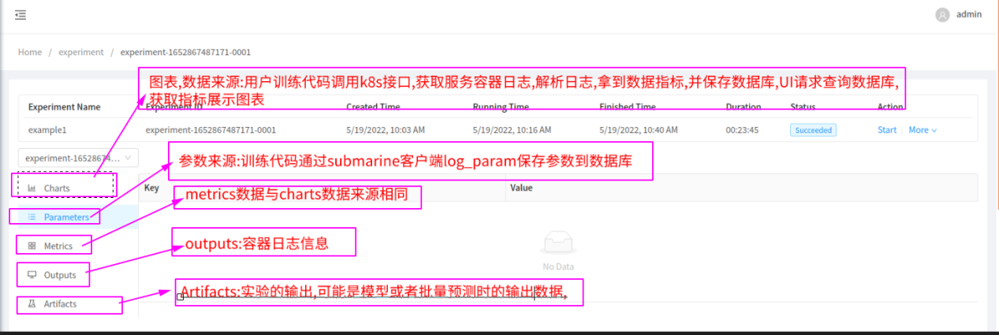 admin
Home / experiment / experiment-1652867487171-0001
图表,数据来源:用户训练代码调用k8s接口,获取服务容器日志,解析日志,拿到数据指标,并保存数据库,UI请求查询数据库,
获取指标展示图表
Experiment Name Experiment ID Created Time Running Time Finished Time Duration Status Action
example1 experiment-1652867487171-0001 5/19/2022, 10:03 AM 5/19/2022, 10:16 AM 5/19/2022, 10:40 AM 00:23:45 Succeeded Start More
experiment-16528674...
参数来源:训练代码通过submarine客户端log_param保存参数到数据库
Charts
Key Value
metrics数据与charts数据来源相同
Parameters
Metrics
outputs:容器日志信息
No Data
Outputs
Artifacts:实验的输出,可能是模型或者批量预测时的输出数据,
Artifacts